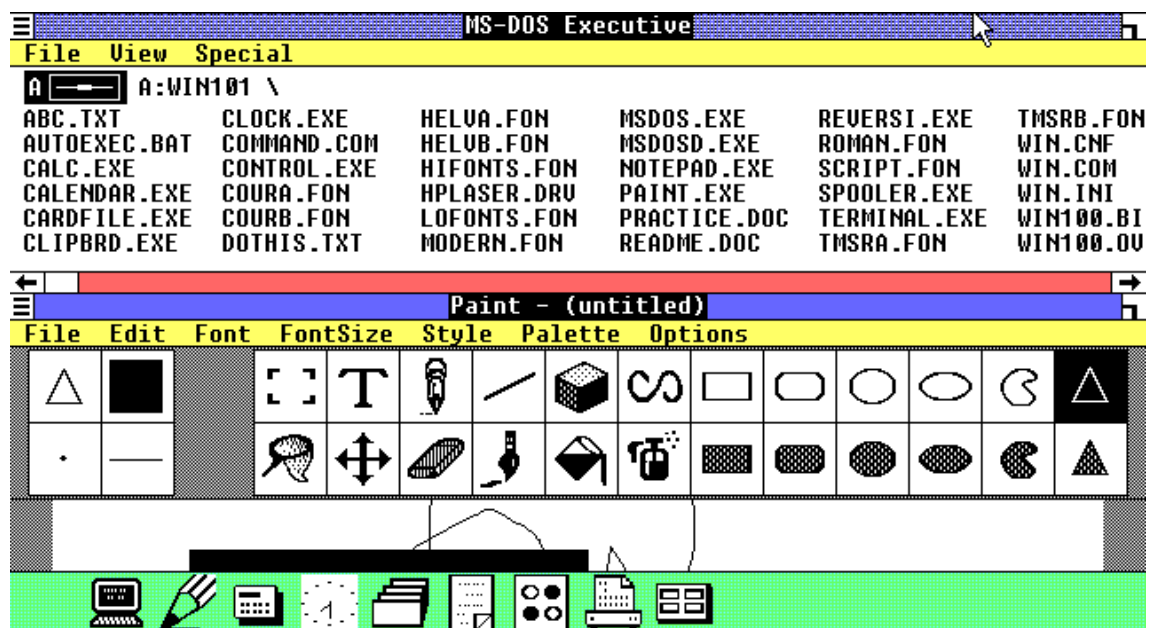 MS-DOS Executive
File View Special
A A:WIN101 \
ABC.TXT CLOCK.EXE HELVA.FON MSDOS.EXE REVERSI.EXE TMSRB.FON
AUTOEXEC.BAT COMMAND.COM HELVB.FON MSDOSD.EXE ROMAN.FON WIN.CNF
CALC.EXE CONTROL.EXE HIFONTS.FON NOTEPAD.EXE SCRIPT.FON WIN.COM
CALENDAR.EXE COURA.FON HPLASER.DRV PAINT.EXE SPOOLER.EXE WIN.INI
CARDFILE.EXE COURB.FON LOFONTS.FON PRACTICE.DOC TERMINAL.EXE WIN100.BI
CLIPBRD.EXE DOTHIS.TXT MODERN.FON README.DOC TMSRA.FON WIN100.OV
Paint - (untitled)
File Edit Font FontSize Style Palette Options
T